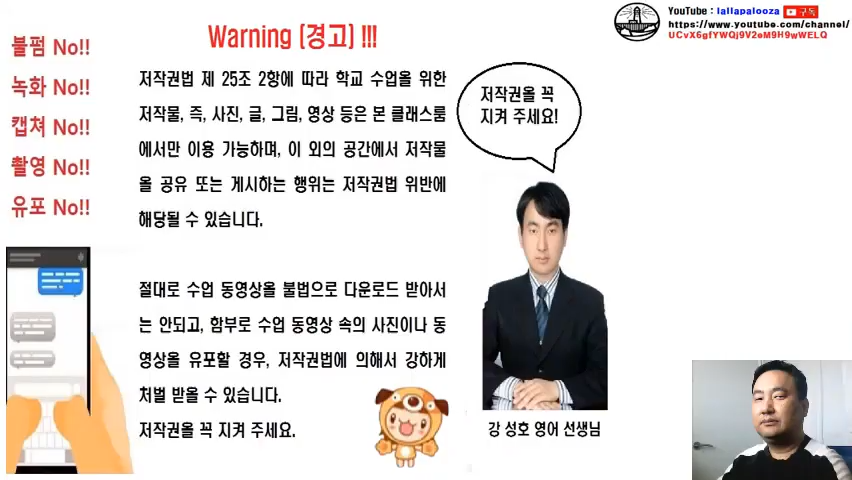 불펌 No!!
녹화 No!!
캡쳐 No!!
촬영 No!!
유포 No!!
Warning (경고) !!!
저작권법 제 25조 2항에 따라 학교 수업을 위한
저작물, 즉, 사진, 글, 그림, 영상 등은 본 클래스룸
에서만 이용 가능하며, 이 외의 공간에서 저작물
을 공유 또는 게시하는 행위는 저작권법 위반에
해당될 수 있습니다.
절대로 수업 동영상을 불법으로 다운로드 받아서
는 안되고, 함부로 수업 동영상 속의 사진이나 동
영상을 유포할 경우, 저작권법에 의해서 강하게
처벌 받을 수 있습니다.
저작권을 꼭 지켜 주세요.
저작권을 꼭
지켜 주세요!
강 성호 영어 선생님
YouTube : lallapalooza 구독
https://www.youtube.com/channel/
UCvX6gfYWQj9V2eM9H9wWELQ